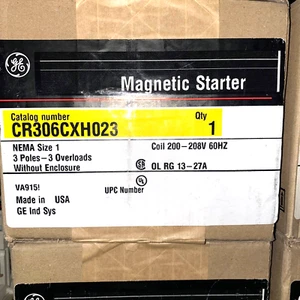 GE
Magnetic Starter
Catalog number Qty
CR306CXH023 1
NEMA Size 1 Coil 200-208V 60HZ
3 Poles-3 Overloads
Without Enclosure OL RG 13-27A
VA915! UPC Number
Made in USA
GE Ind Sys